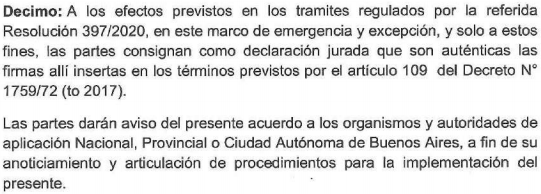 Decimo: A los efectos previstos en los tramites regulados por la referida
Resolución 397/2020, en este marco de emergencia y excepción, y solo a estos
fines, las partes consignan como declaración jurada que son auténticas las
firmas allí insertas en los términos previstos por el artículo 109 del Decreto N°
1759/72 (to 2017).
Las partes darán aviso del presente acuerdo a los organismos y autoridades de
aplicación Nacional, Provincial o Ciudad Autónoma de Buenos Aires, a fin de su
anoticiamiento y articulación de procedimientos para la implementación del
presente.